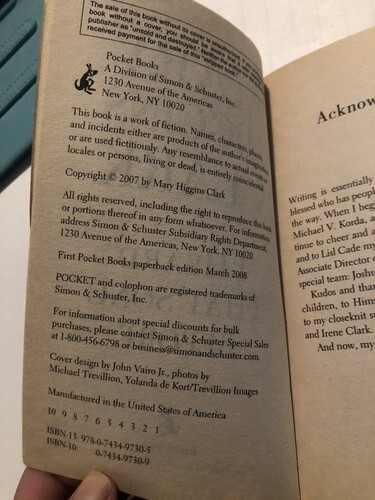 The sale of this book without its cover is unauthorized. If you
book without a cover, you should be aware that
publisher as "unsold and destroyed." Neither the author nor the
received payment for the sale of this "stripped book."
Pocket Books
A Division of Simon & Schuster, Inc.
1230 Avenue of the Americas
New York, NY 10020
This book is a work of fiction. Names, characters, places,
and incidents either are products of the author's imagination
or are used fictitiously. Any resemblance to actual events or
locales or persons, living or dead, is entirely coincidental.
Copyright © 2007 by Mary Higgins Clark
All rights reserved, including the right to reproduce this book
or portions thereof in any form whatsoever. For information
address Simon & Schuster Subsidiary Rights Department,
1230 Avenue of the Americas, New York, NY 10020
First Pocket Books paperback edition March 2008
POCKET and colophon are registered trademarks of
Simon & Schuster, Inc.
For information about special discounts for bulk
purchases, please contact Simon & Schuster Special Sales
at 1-800-456-6798 or business@simonandschuster.com.
Cover design by John Vairo Jr., photos by
Michael Trevillion, Yolanda de Kort/Trevillion Images
Manufactured in the United States of America
10 9 8 7 6 5 4 3 2 1
ISBN-13: 978-0-7434-9730-5
ISBN-10: 0-7434-9730-9
Acknow
Writing is essentially
blessed who has peopl
the way. When I beg
Michael V. Korda, a
time to cheer and a
and to Lisl Cade my
Associate Director o
special team: Joshu
Kudos and than
children, to Hims
to my closeknit su
and Irene Clark.
And now, my